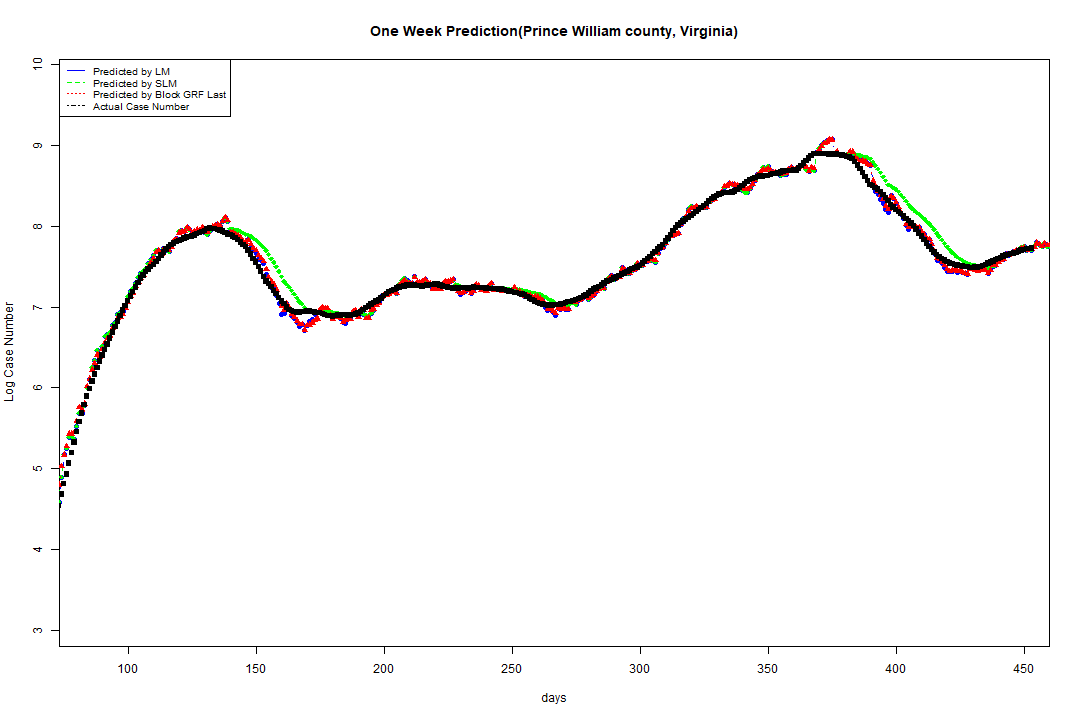 One Week Prediction(Prince William county, Virginia)
Predicted by LM
Predicted by SLM
Predicted by Block GRF Last
Actual Case Number
Log Case Number
10
9
8
7
6
5
4
3
100 150 200 250 300 350 400 450
days